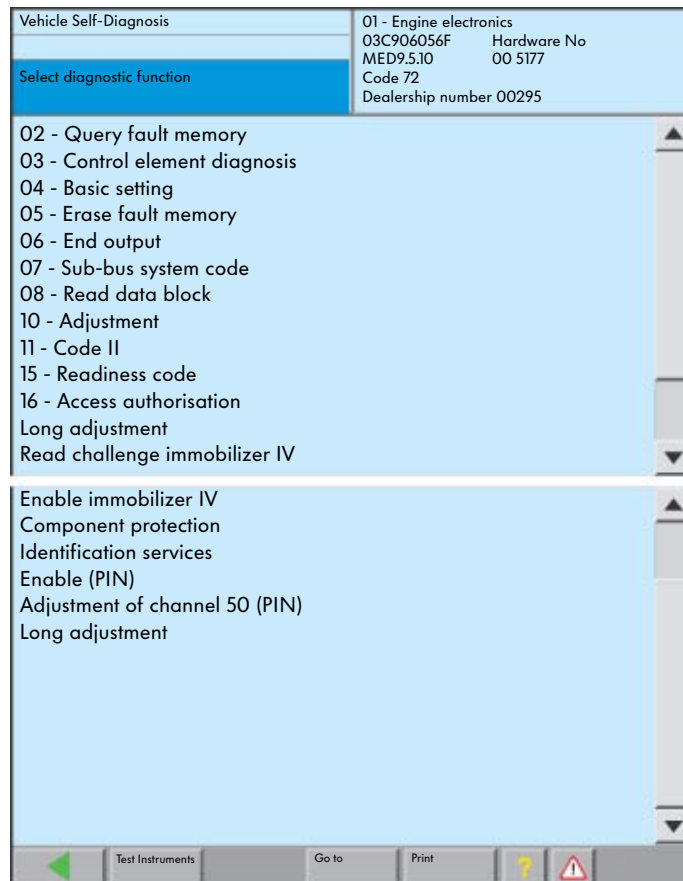 Vehicle Self-Diagnosis
Select diagnostic function
01 - Engine electronics
03C906056F Hardware No
MED9.5.10 00 5177
Code 72
Dealership number 00295
02 - Query fault memory
03 - Control element diagnosis
04 - Basic setting
05 - Erase fault memory
06 - End output
07 - Sub-bus system code
08 - Read data block
10 - Adjustment
11 - Code II
15 - Readiness code
16 - Access authorisation
Long adjustment
Read challenge immobilizer IV
Enable immobilizer IV
Component protection
Identification services
Enable (PIN)
Adjustment of channel 50 (PIN)
Long adjustment
Test Instruments Go to Print ?